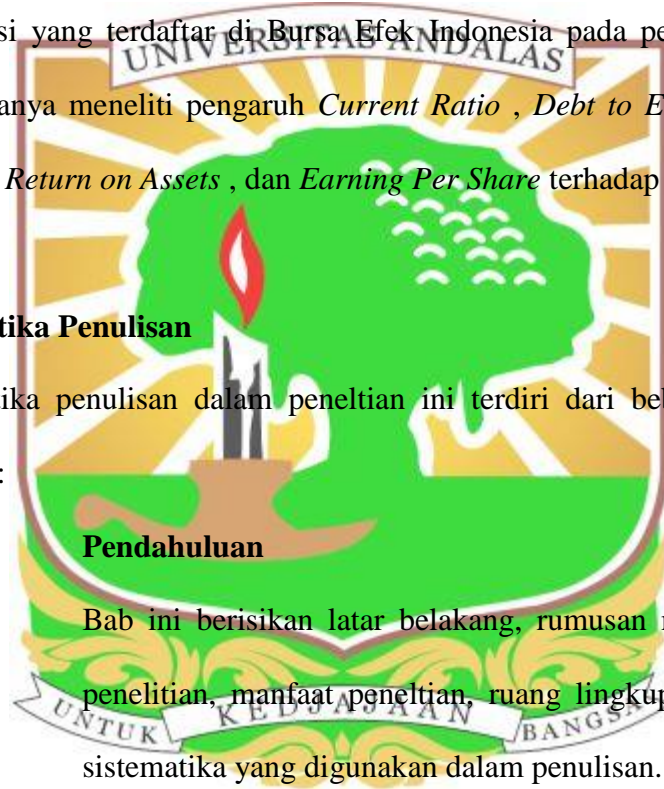 si yang terdaftar di Bursa Efek Indonesia pada pe
UNIVERSITAS ANDALAS
anya meneliti pengaruh Current Ratio , Debt to E
Return on Assets , dan Earning Per Share terhadap
tika Penulisan
ika penulisan dalam peneltian ini terdiri dari beb
:
Pendahuluan
Bab ini berisikan latar belakang, rumusan
penelitian, manfaat peneltian, ruang lingkup
UNTUK KEDJAJAAN BANGSA
sistematika yang digunakan dalam penulisan.